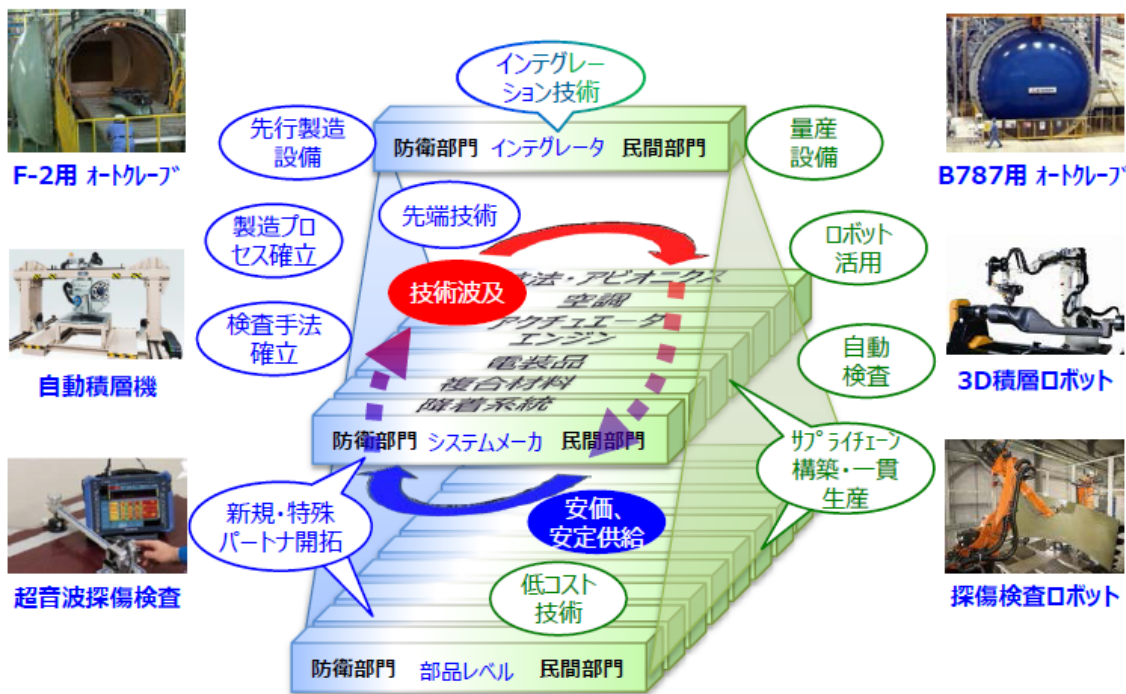 インテグレー
ション技術
先行製造
設備
防衛部門 インテグレータ 民間部門
量産
設備
F-2用 ｵｰﾄｸﾚｰﾌﾞ
B787用 ｵｰﾄｸﾚｰﾌﾞ
先端技術
製造プロ
セス確立
ロボット
活用
技術波及
法・アビオニクス
空調
アクチュエータ
エンジン
電装品
複合材料
降着系統
検査手法
確立
自動
検査
自動積層機
3D積層ロボット
防衛部門 システムメーカ 民間部門
ｻﾌﾟﾗｲﾁｪｰﾝ
構築・一貫
生産
新規・特殊
パートナ開拓
安価、
安定供給
低コスト
技術
超音波探傷検査
探傷検査ロボット
防衛部門 部品レベル 民間部門